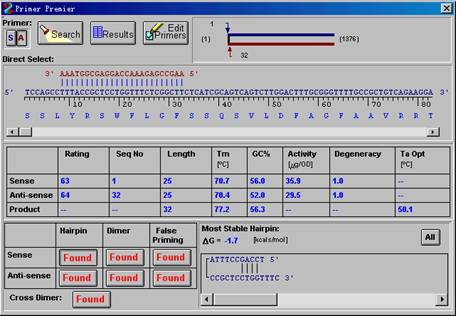 Primer Premier
Primer:
S A
Search
Results
Edit Primers
1
(1) (1376)
32
Direct Select:
3' AAATGGCGAGGACCAAAGAGCCGAA 5'
5' TCCAGCCTTTACCGCTCCTGGTTTCTCGGCTTCTCATCGCAGTCAGTCTTGGACTTTGCGGGTTTTGCCGCTGTCAGAAGGA
10 20 30 40 50 60 70 80
S S L Y R S W F L G F S S Q S V L D F A G F A A V R R T
Rating Seq No Length Tm [ºC] GC% Activity [µg/OD] Degeneracy Ta Opt [ºC]
Sense 63 1 25 70.7 56.0 35.9 1.0 --
Anti-sense 64 32 25 70.4 52.0 29.5 1.0 --
Product -- -- 32 77.2 56.3 -- -- 50.1
Hairpin Dimer False Priming
Sense Found Found Found
Anti-sense Found Found Found
Cross Dimer: Found
Most Stable Hairpin:
ΔG = -1.7 [kcals/mol]
All
ATTTCCGACCT 5'
CCGCTCCTGGTTTC 3'